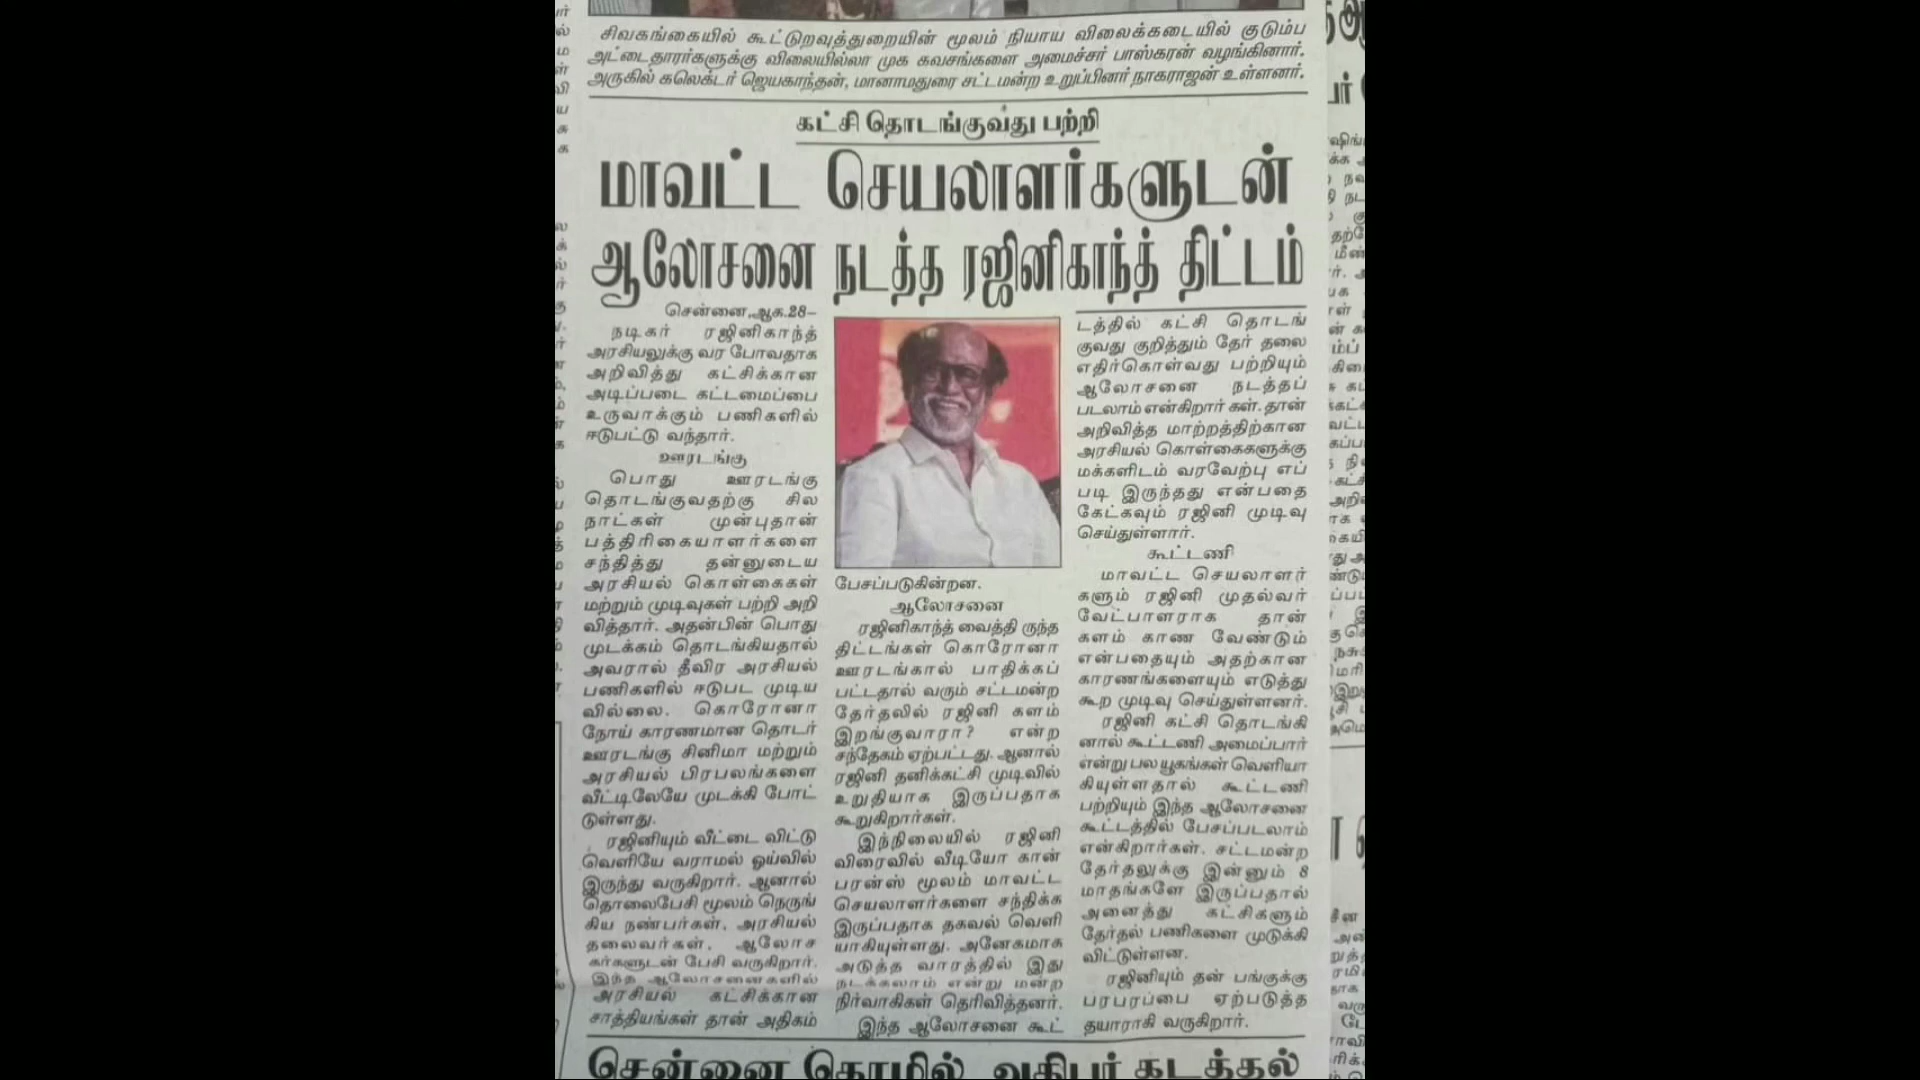 சிவகங்கையில் கூட்டுறவுத்துறையின் மூலம் நியாய விலைக்கடையில் குடும்ப
அட்டைதாரர்களுக்கு விலையில்லா முக கவசங்களை அமைச்சர் பாஸ்கரன் வழங்கினார்.
அருகில் கலெக்டர் ஜெயகாந்தன், மானாமதுரை சட்டமன்ற உறுப்பினர் நாகராஜன் உள்ளனர்.
கட்சி தொடங்குவது பற்றி
மாவட்ட செயலாளர்களுடன்
ஆலோசனை நடத்த ரஜினிகாந்த் திட்டம்
சென்னை,ஆக.28–
நடிகர் ரஜினிகாந்த்
அரசியலுக்கு வர போவதாக
அறிவித்து கட்சிக்கான
அடிப்படை கட்டமைப்பை
உருவாக்கும் பணிகளில்
ஈடுபட்டு வந்தார்.
ஊரடங்கு
பொது ஊரடங்கு
தொடங்குவதற்கு சில
நாட்கள் முன்புதான்
பத்திரிகையாளர்களை
சந்தித்து தன்னுடைய
அரசியல் கொள்கைகள்
மற்றும் முடிவுகள் பற்றி அறி
வித்தார். அதன்பின் பொது
முடக்கம் தொடங்கியதால்
அவரால் தீவிர அரசியல்
பணிகளில் ஈடுபட முடிய
வில்லை. கொரோனா
நோய் காரணமான தொடர்
ஊரடங்கு சினிமா மற்றும்
அரசியல் பிரபலங்களை
வீட்டிலேயே முடக்கி போட்
டுள்ளது.
ரஜினியும் வீட்டை விட்டு
வெளியே வராமல் ஓய்வில்
இருந்து வருகிறார். ஆனால்
தொலைபேசி மூலம் நெருங்
கிய நண்பர்கள், அரசியல்
தலைவர்கள், ஆலோச
கர்களுடன் பேசி வருகிறார்.
இந்த ஆலோசனைகளில்
அரசியல் கட்சிக்கான
சாத்தியங்கள் தான் அதிகம்
பேசப்படுகின்றன.
ஆலோசனை
ரஜினிகாந்த் வைத்தி ருந்த
திட்டங்கள் கொரோனா
ஊரடங்கால் பாதிக்கப்
பட்டதால் வரும் சட்டமன்ற
தேர்தலில் ரஜினி களம்
இறங்குவாரா? என்ற
சந்தேகம் ஏற்பட்டது. ஆனால்
ரஜினி தனிக்கட்சி முடிவில்
உறுதியாக இருப்பதாக
கூறுகிறார்கள்.
இந்நிலையில் ரஜினி
விரைவில் வீடியோ கான்
பரன்ஸ் மூலம் மாவட்ட
செயலாளர்களை சந்திக்க
இருப்பதாக தகவல் வெளி
யாகியுள்ளது. அனேகமாக
அடுத்த வாரத்தில் இது
நடக்கலாம் என்று மன்ற
நிர்வாகிகள் தெரிவித்தனர்.
இந்த ஆலோசனை கூட்
டத்தில் கட்சி தொடங்
குவது குறித்தும் தேர் தலை
எதிர்கொள்வது பற்றியும்
ஆலோசனை நடத்தப்
படலாம் என்கிறார் கள். தான்
அறிவித்த மாற்றத்திற்கான
அரசியல் கொள்கைகளுக்கு
மக்களிடம் வரவேற்பு எப்
படி இருந்தது என்பதை
கேட்கவும் ரஜினி முடிவு
செய்துள்ளார்.
கூட்டணி
மாவட்ட செயலாளர்
களும் ரஜினி முதல்வர்
வேட்பாளராக தான்
களம் காண வேண்டும்
என்பதையும் அதற்கான
காரணங்களையும் எடுத்து
கூற முடிவு செய்துள்ளனர்.
ரஜினி கட்சி தொடங்கி
னால் கூட்டணி அமைப்பார்
என்று பல யூகங்கள் வெளியா
கியுள்ளதால் கூட்டணி
பற்றியும் இந்த ஆலோசனை
கூட்டத்தில் பேசப்படலாம்
என்கிறார்கள். சட்டமன்ற
தேர்தலுக்கு இன்னும் 8
மாதங்களே இருப்பதால்
அனைத்து கட்சிகளும்
தேர்தல் பணிகளை முடுக்கி
விட்டுள்ளன.
ரஜினியும் தன் பங்குக்கு
பரபரப்பை ஏற்படுத்த
தயாராகி வருகிறார்.
சென்னை கொழில் அதிபர் கடத்தல்